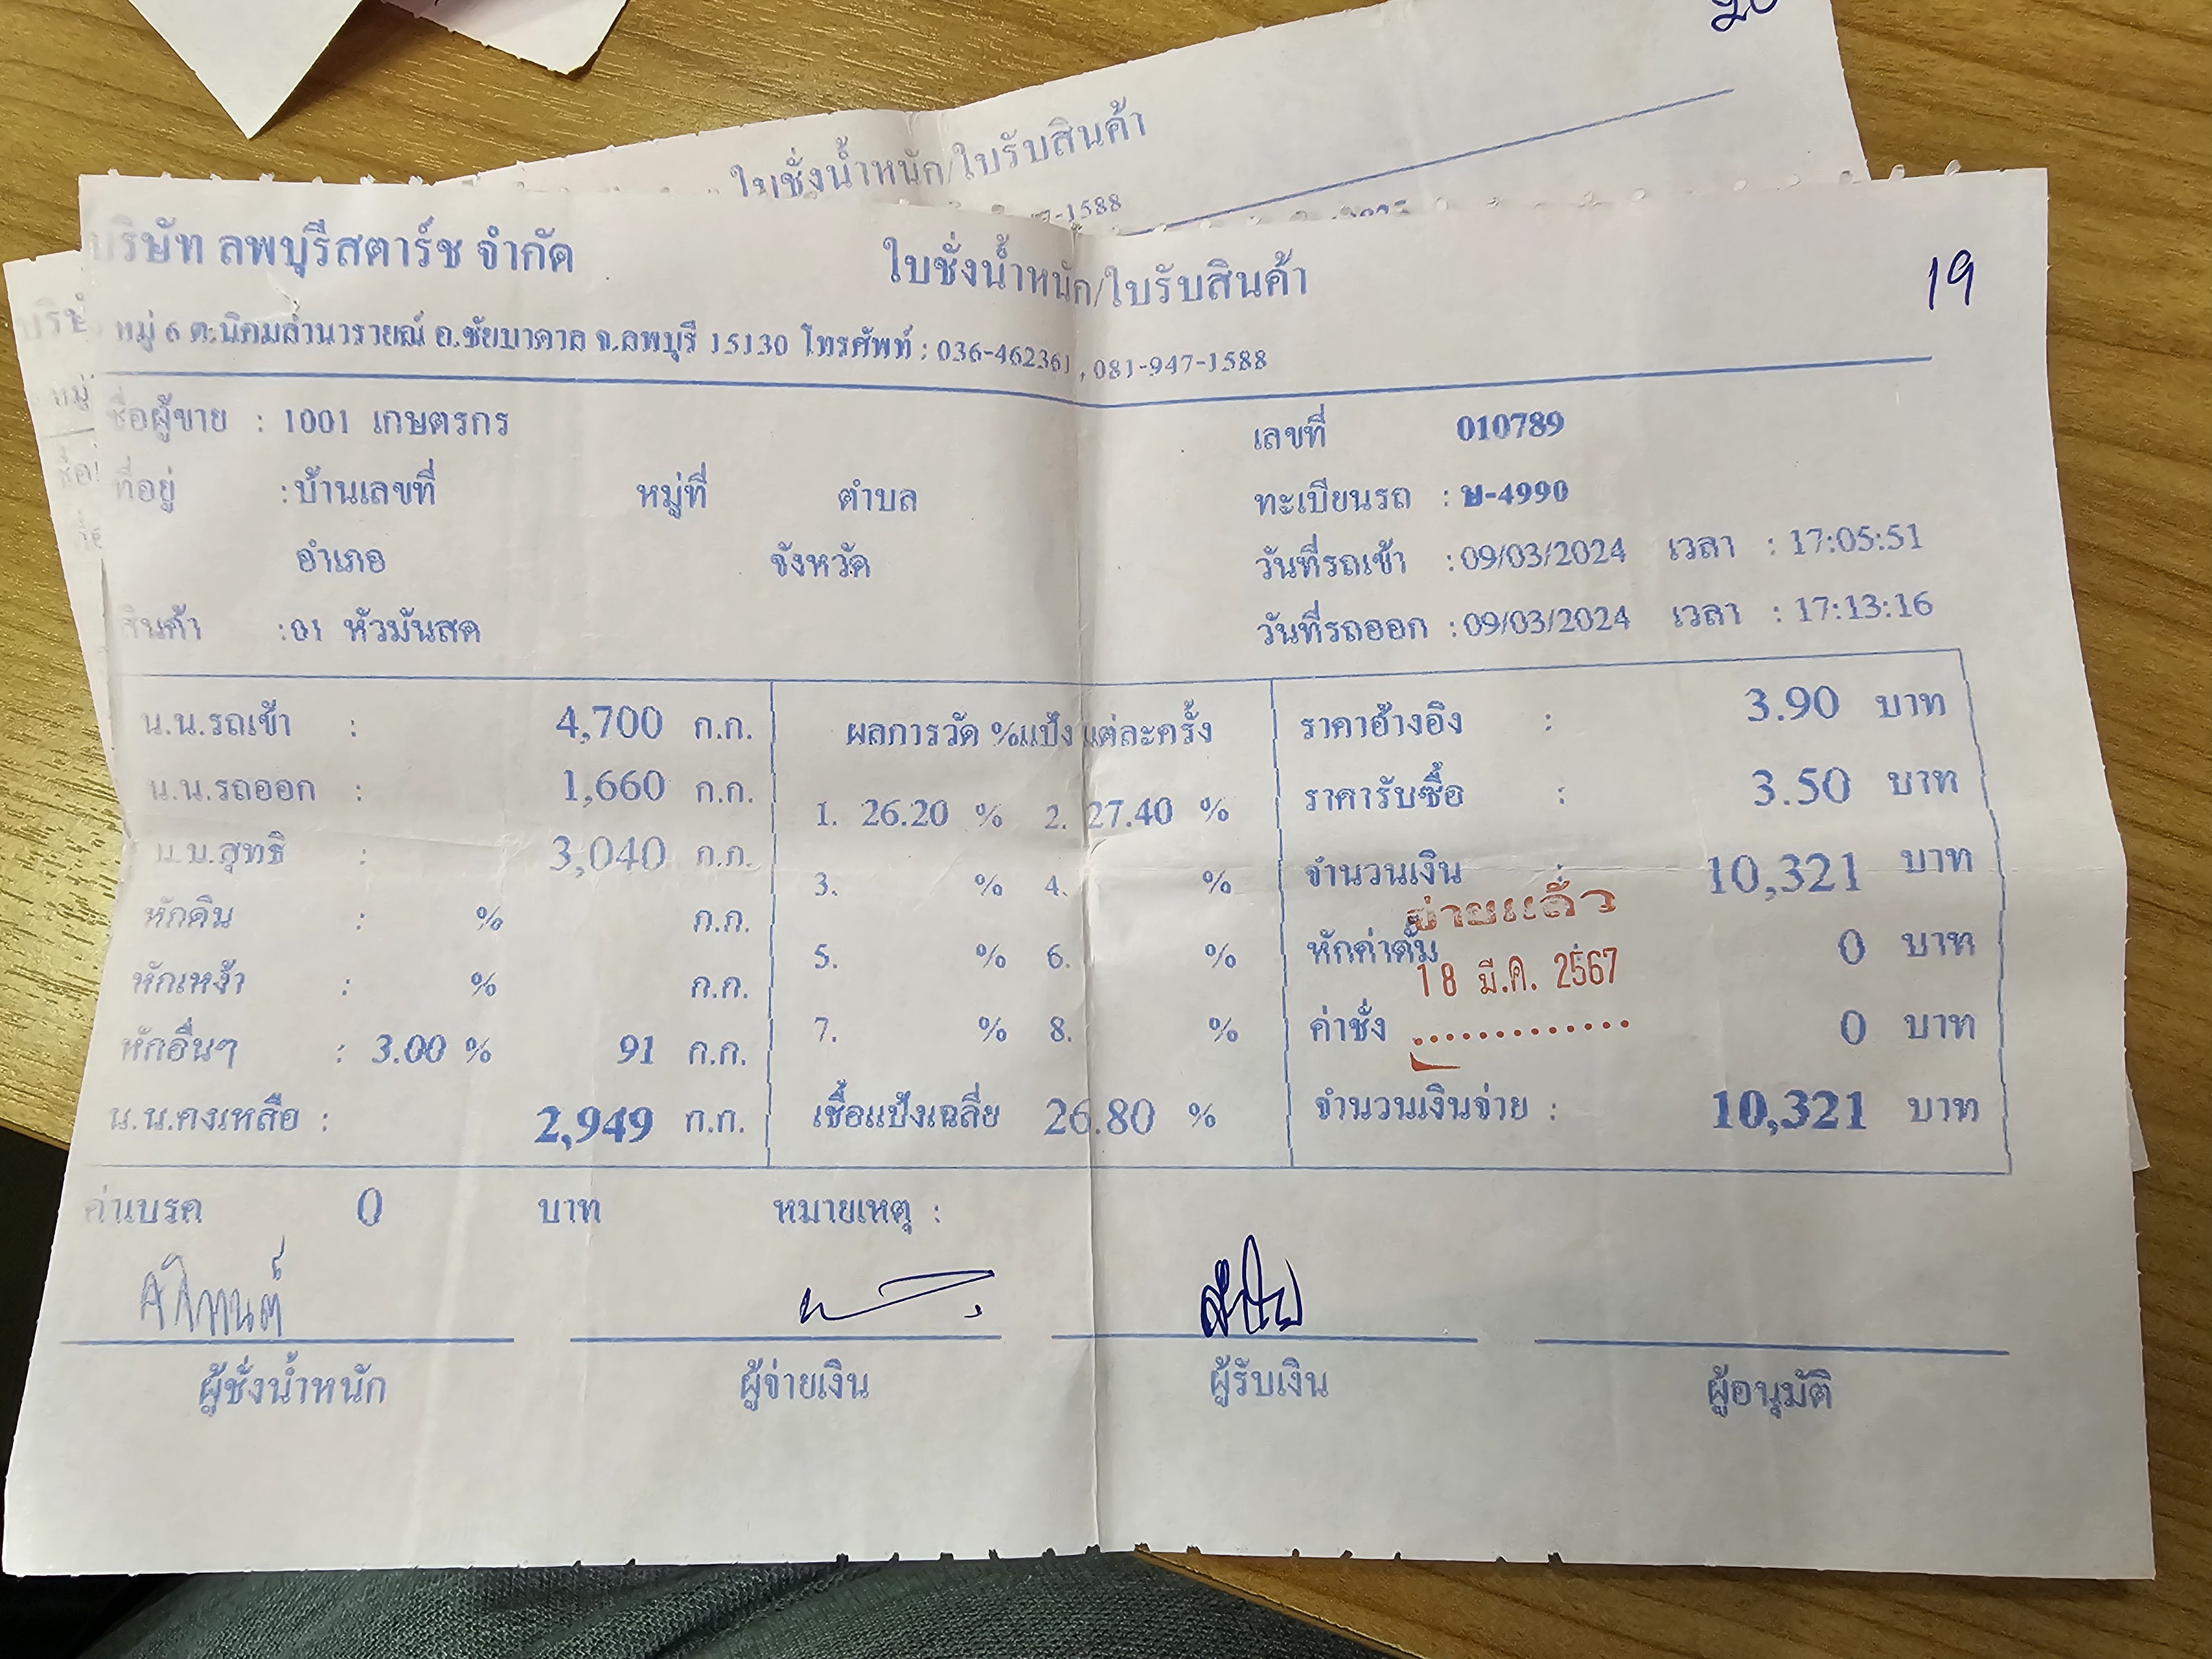 ใบชั่งน้ำหนัก/ใบรับสินค้า
7-1588
บริษัท ลพบุรีสตาร์ช จำกัด ใบชั่งน้ำหนัก/ใบรับสินค้า 19
หมู่ 6 ต.นิคมลำนารายณ์ อ.ชัยบาดาล จ.ลพบุรี 15130 โทรศัพท์ : 036-462361 , 081-947-1588
ชื่อผู้ขาย : 1001 เกษตรกร เลขที่ 010789
ที่อยู่ : บ้านเลขที่ หมู่ที่ ตำบล ทะเบียนรถ : ษ-4990
อำเภอ จังหวัด วันที่รถเข้า : 09/03/2024 เวลา : 17:05:51
สินค้า : 01 หัวมันสด วันที่รถออก : 09/03/2024 เวลา : 17:13:16
น.น.รถเข้า : 4,700 ก.ก. ผลการวัด %แป้งแต่ละครั้ง ราคาอ้างอิง : 3.90 บาท
น.น.รถออก : 1,660 ก.ก. 1. 26.20 % 2. 27.40 % ราคารับซื้อ : 3.50 บาท
น.น.สุทธิ : 3,040 ก.ก. 3. % 4. % จำนวนเงิน : 10,321 บาท
จ่ายแล้ว
หักดิน : % ก.ก. 5. % 6. % หักค่าดั้ม 0 บาท
18 มี.ค. 2567
หักเหง้า : % ก.ก. 7. % 8. % ค่าชั่ง 0 บาท
หักอื่นๆ : 3.00 % 91 ก.ก.
น.น.คงเหลือ : 2,949 ก.ก. เชื้อแป้งเฉลี่ย 26.80 % จำนวนเงินจ่าย : 10,321 บาท
ค่าเบรค 0 บาท หมายเหตุ :
ผู้ชั่งน้ำหนัก ผู้จ่ายเงิน ผู้รับเงิน ผู้อนุมัติ